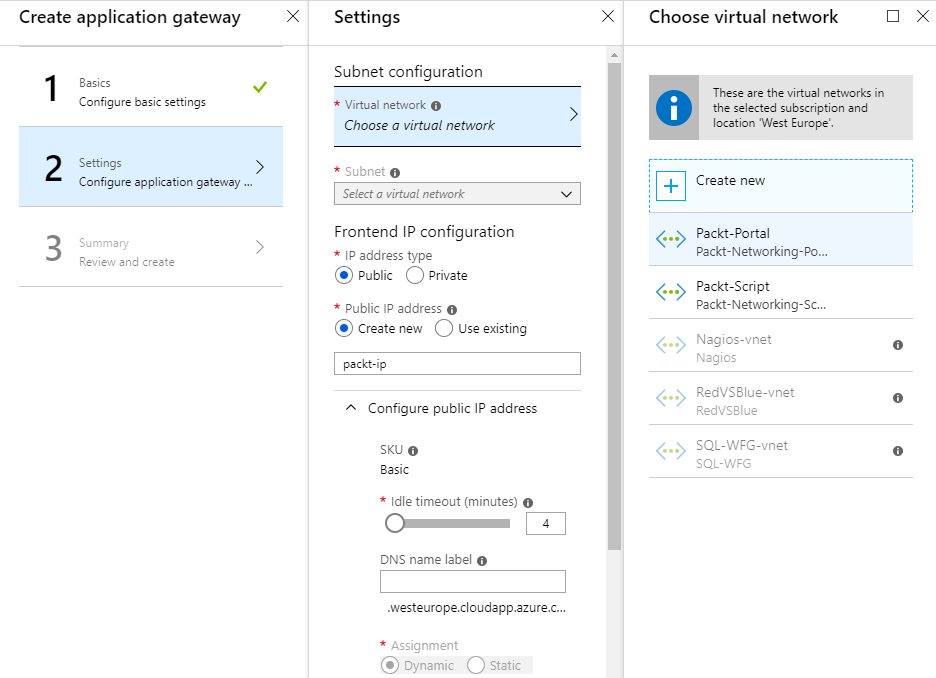 Create application gateway
1
Basics
Configure basic settings
2
Settings
Configure application gateway ...
3
Summary
Review and create
Settings
Subnet configuration
* Virtual network
Choose a virtual network
* Subnet
Select a virtual network
Frontend IP configuration
* IP address type
Public Private
* Public IP address
Create new Use existing
packt-ip
Configure public IP address
SKU
Basic
* Idle timeout (minutes)
4
DNS name label
.westeurope.cloudapp.azure.c...
* Assignment
Dynamic Static
Choose virtual network
These are the virtual networks in
the selected subscription and
location 'West Europe'.
Create new
Packt-Portal
Packt-Networking-Po...
Packt-Script
Packt-Networking-Sc...
Nagios-vnet
Nagios
RedVSBlue-vnet
RedVSBlue
SQL-WFG-vnet
SQL-WFG